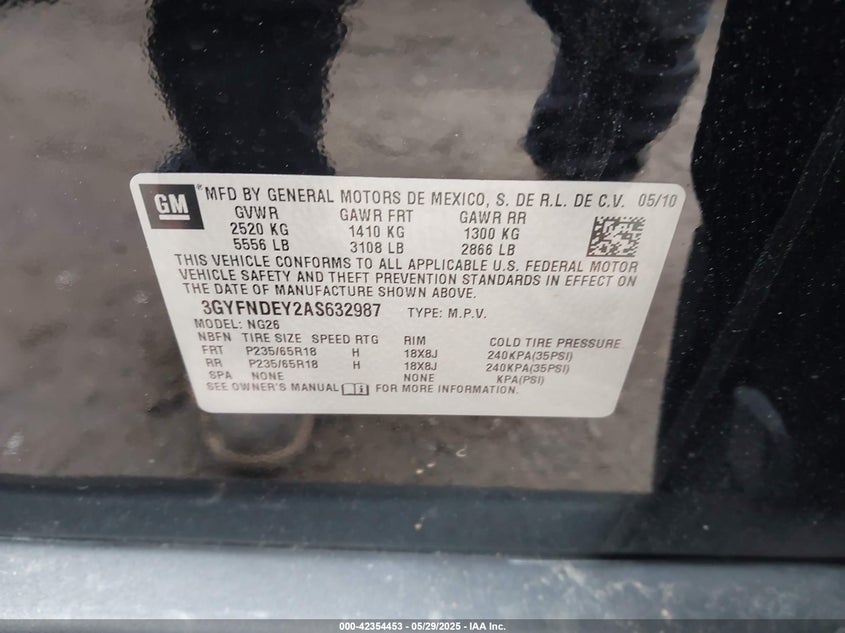 GM
*MFD BY GENERAL MOTORS DE MEXICO, S. DE R.L. DE C.V. 05/10
GVWR GAWR FRT GAWR RR
2520 KG 1410 KG 1300 KG
5556 LB 3108 LB 2866 LB
THIS VEHICLE CONFORMS TO ALL APPLICABLE U.S. FEDERAL MOTOR
VEHICLE SAFETY AND THEFT PREVENTION STANDARDS IN EFFECT ON
THE DATE OF MANUFACTURE SHOWN ABOVE.
3GYFNDEY2AS632987 TYPE: M.P.V.
MODEL: NG26
NBFN TIRE SIZE SPEED RTG RIM COLD TIRE PRESSURE
FRT P235/65R18 H 18X8J 240KPA(35PSI)
RR P235/65R18 H 18X8J 240KPA(35PSI)
SPA NONE NONE KPA(PSI)
SEE OWNER'S MANUAL FOR MORE INFORMATION.
000-42354453 - 05/29/2025 - IAA Inc.